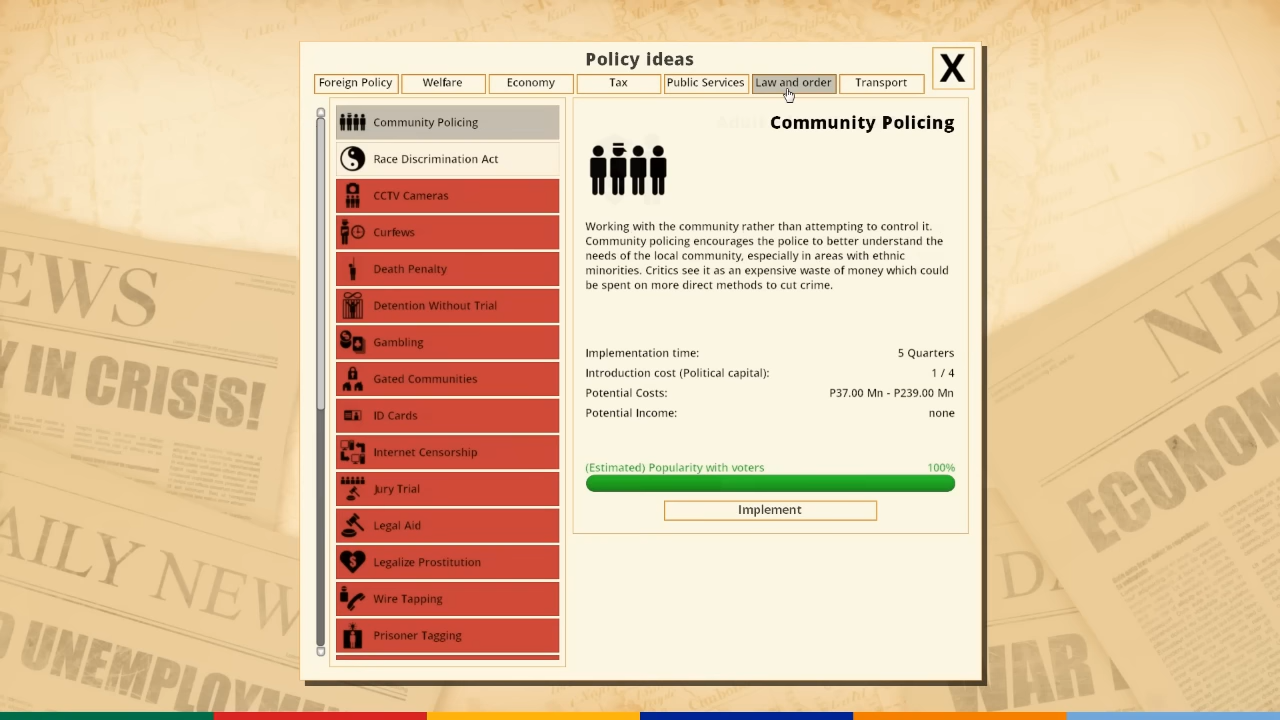 Policy ideas
X
Foreign Policy
Welfare
Economy
Tax
Public Services
Law and order
Transport
Community Policing
Race Discrimination Act
CCTV Cameras
Curfews
Death Penalty
Detention Without Trial
Gambling
Gated Communities
ID Cards
Internet Censorship
Jury Trial
Legal Aid
Legalize Prostitution
Wire Tapping
Prisoner Tagging
Community Policing
Working with the community rather than attempting to control it.
Community policing encourages the police to better understand the
needs of the local community, especially in areas with ethnic
minorities. Critics see it as an expensive waste of money which could
be spent on more direct methods to cut crime.
Implementation time: 5 Quarters
Introduction cost (Political capital): 1 / 4
Potential Costs: P37.00 Mn - P239.00 Mn
Potential Income: none
(Estimated) Popularity with voters 100%
Implement
EWS
Y IN CRISIS!
AILY NEW
UNEMPLOYM
NE
ECONOM
DA
WAR